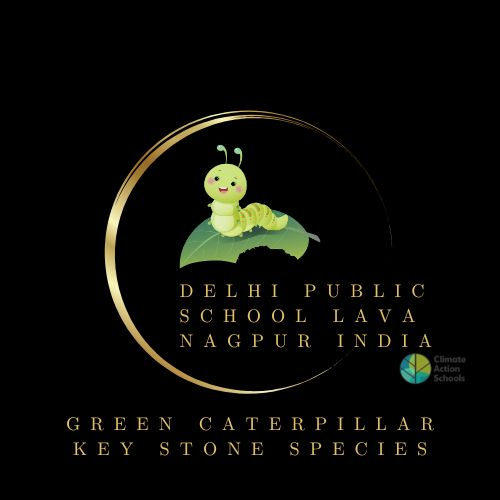 DELHI PUBLIC
SCHOOL LAVA
NAGPUR INDIA
Climate
Action
Schools
GREEN CATERPILLAR
KEY STONE SPECIES